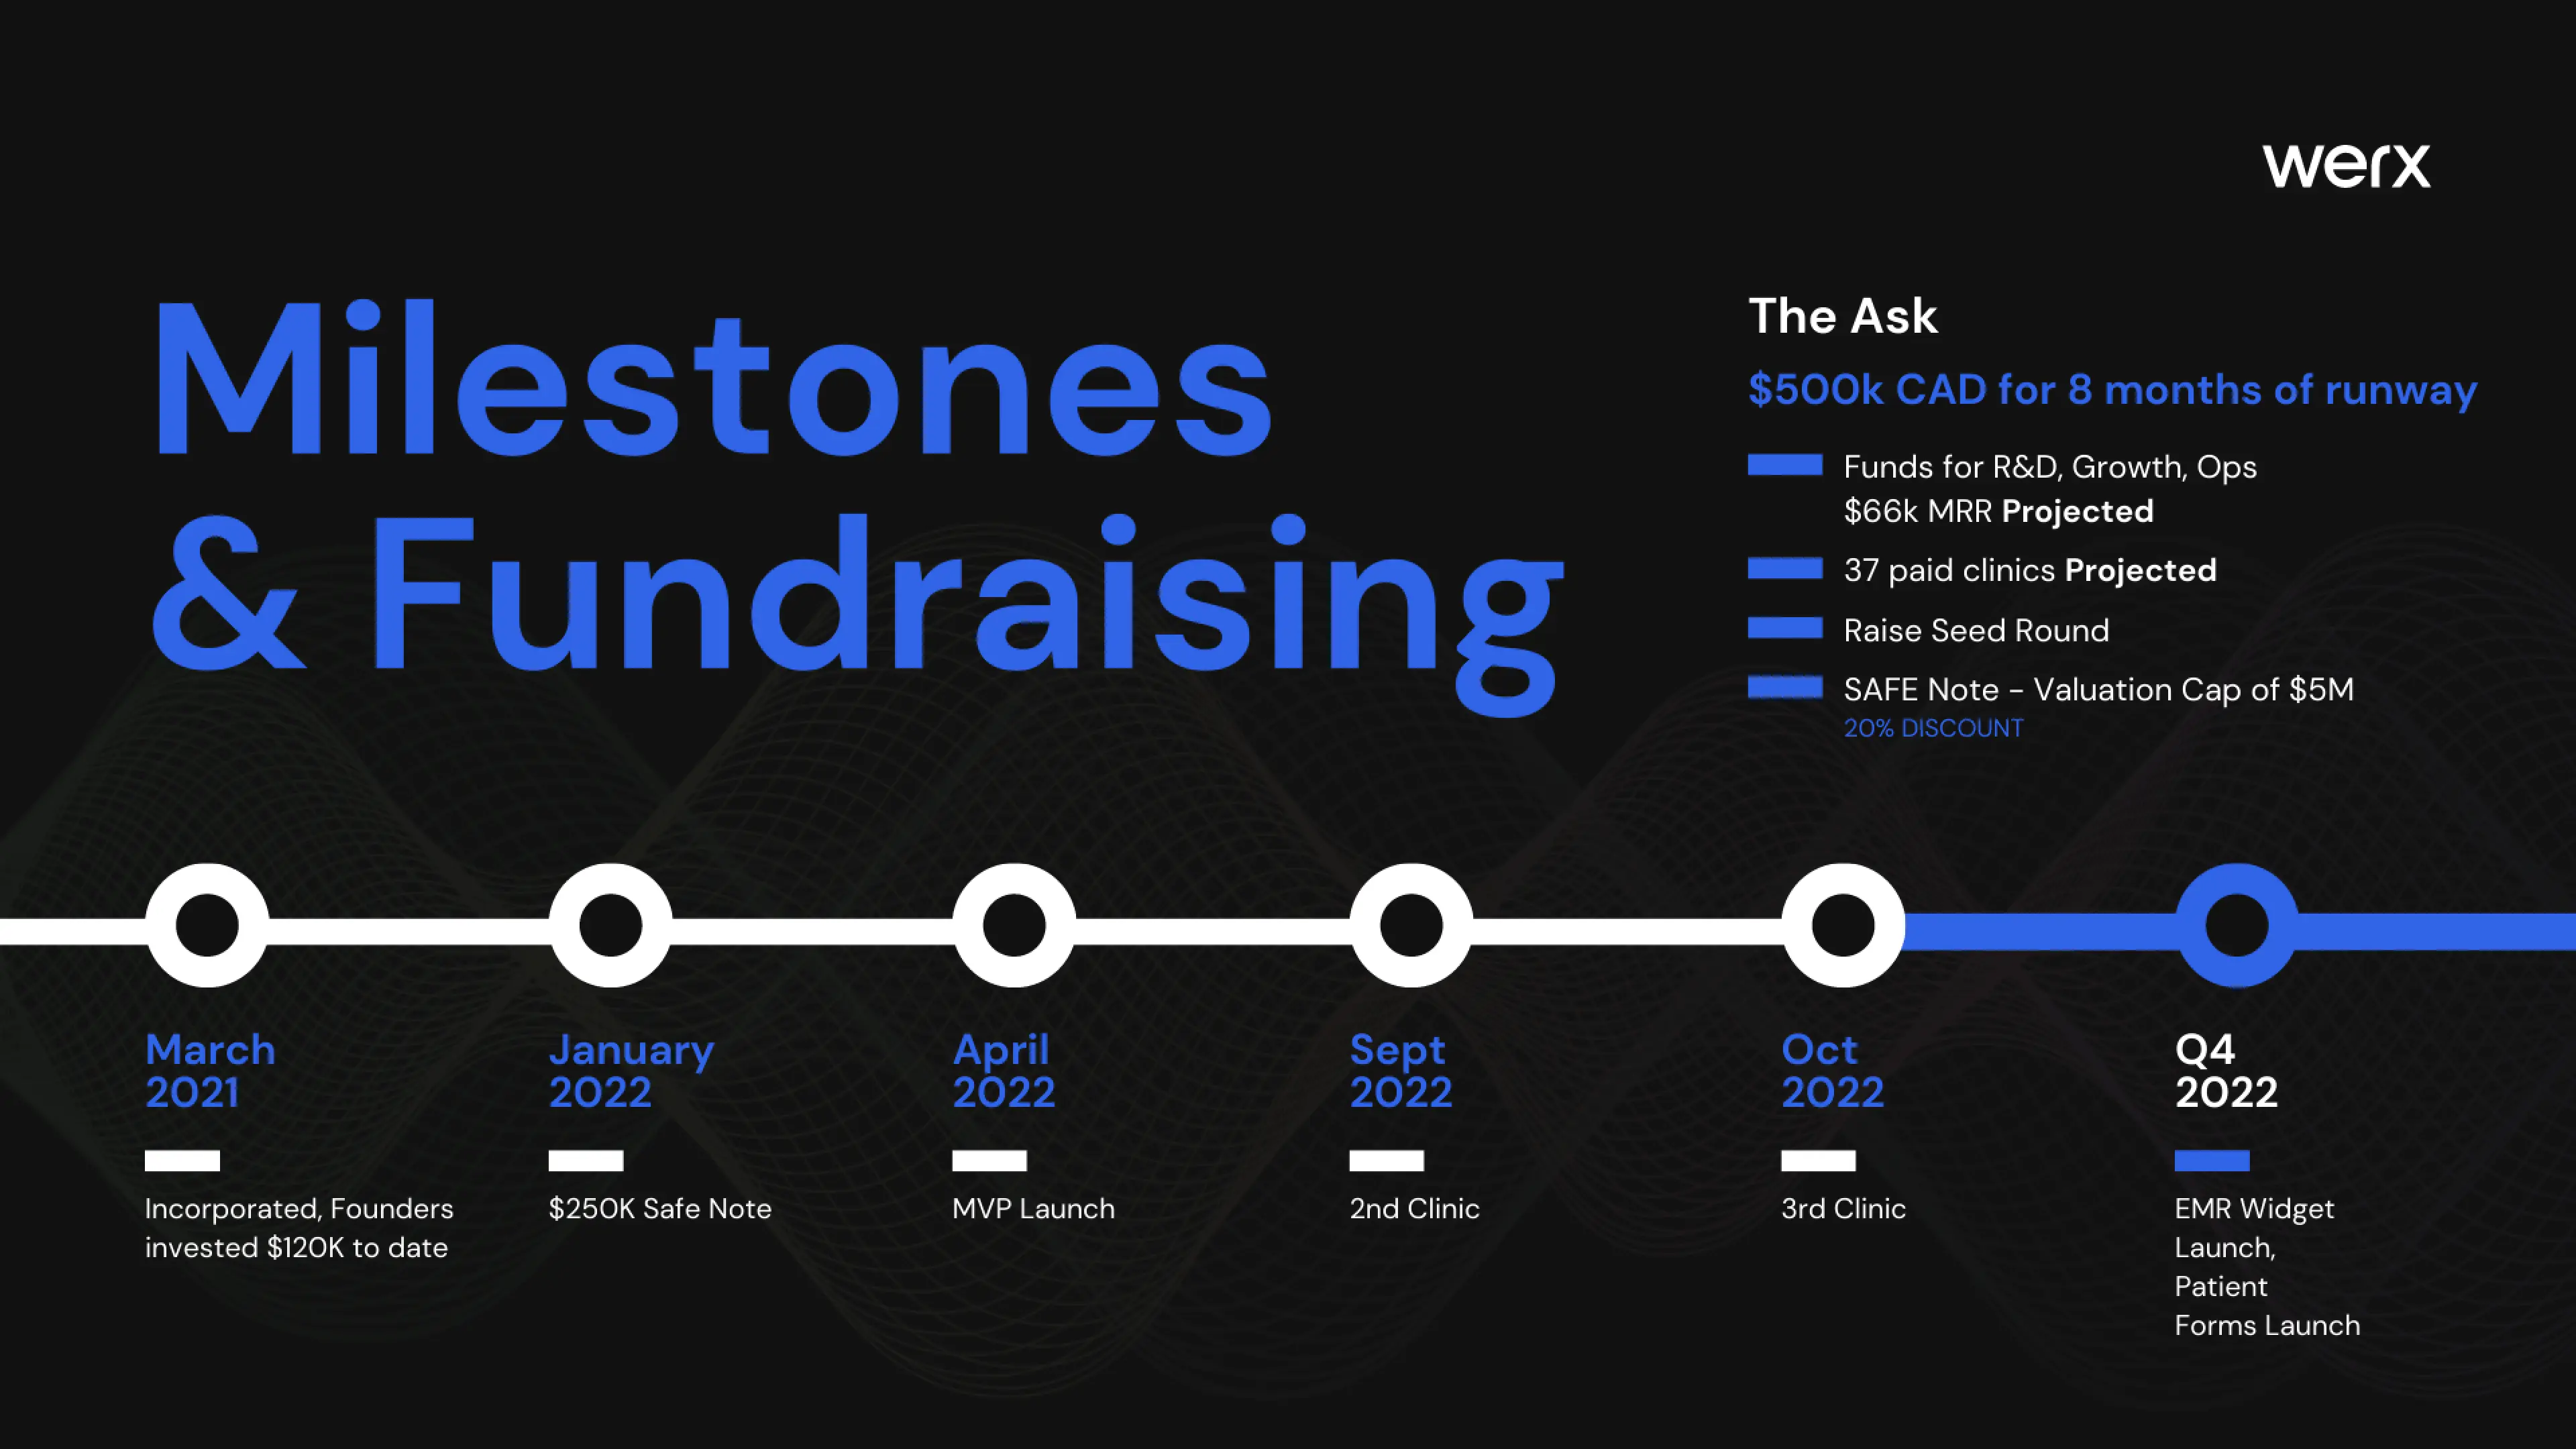 werx
Milestones
& Fundraising
The Ask
$500k CAD for 8 months of runway
Funds for R&D, Growth, Ops
$66k MRR Projected
37 paid clinics Projected
Raise Seed Round
SAFE Note - Valuation Cap of $5M
20% DISCOUNT
March
2021
Incorporated, Founders
invested $120K to date
January
2022
$250K Safe Note
April
2022
MVP Launch
Sept
2022
2nd Clinic
Oct
2022
3rd Clinic
Q4
2022
EMR Widget
Launch,
Patient
Forms Launch